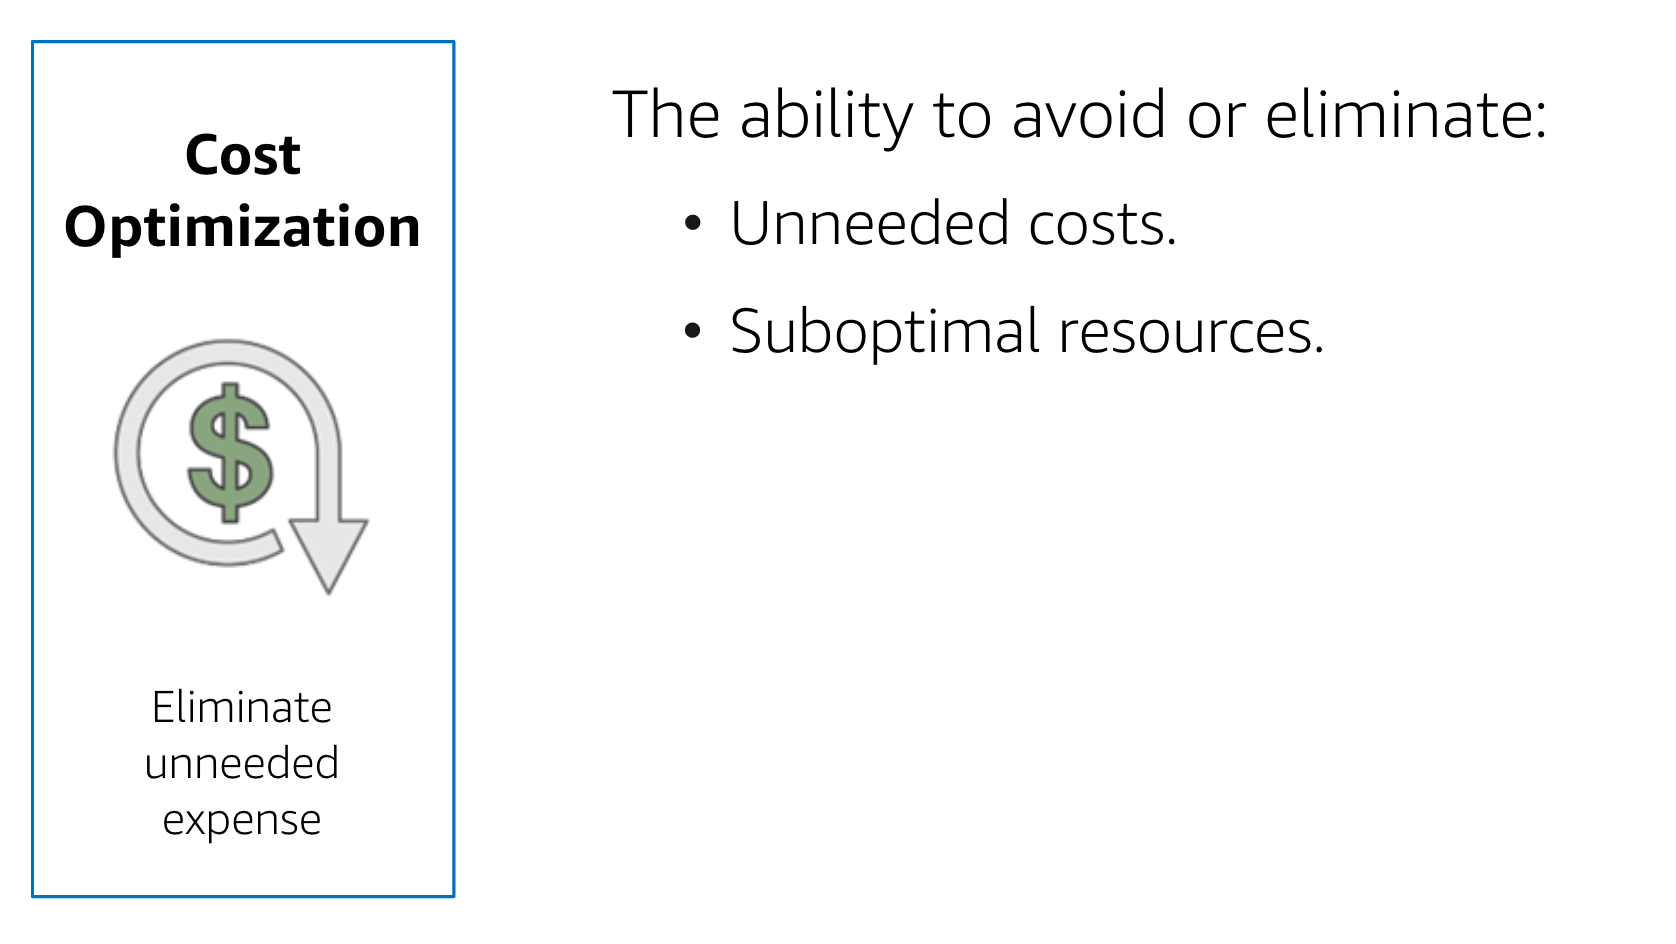 Cost
Optimization
$
Eliminate
unneeded
expense
The ability to avoid or eliminate:
• Unneeded costs.
• Suboptimal resources.